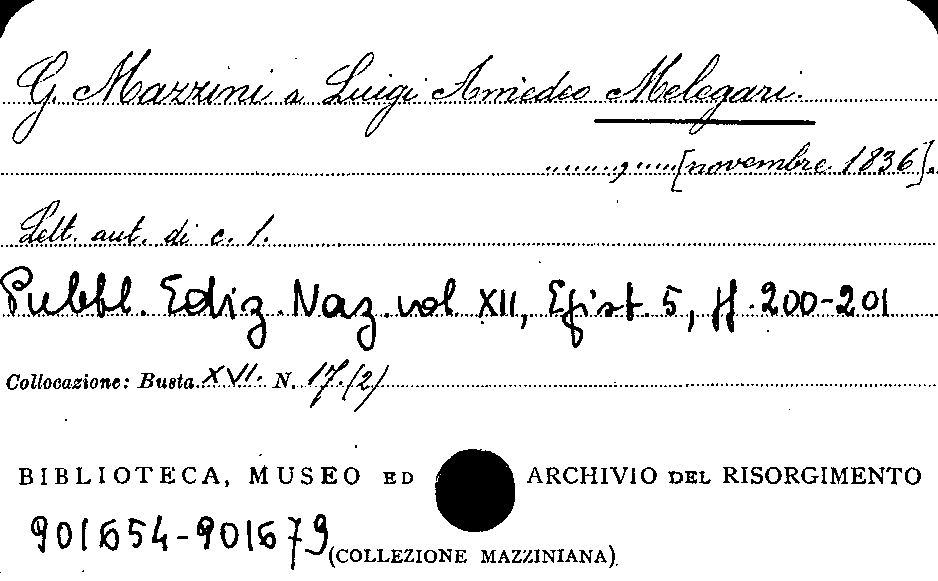 G. Mazzini a Luigi Amedeo Melegari.
........, ......[novembre 1836].
Lett. aut. di c. 1.
Pubbl. Ediz. Naz. vol XII, Epist. 5, pp. 200-201
Collocazione: Busta XVI. N. 17.(2)
BIBLIOTECA, MUSEO ED ARCHIVIO DEL RISORGIMENTO
901654-901679
(COLLEZIONE MAZZINIANA)